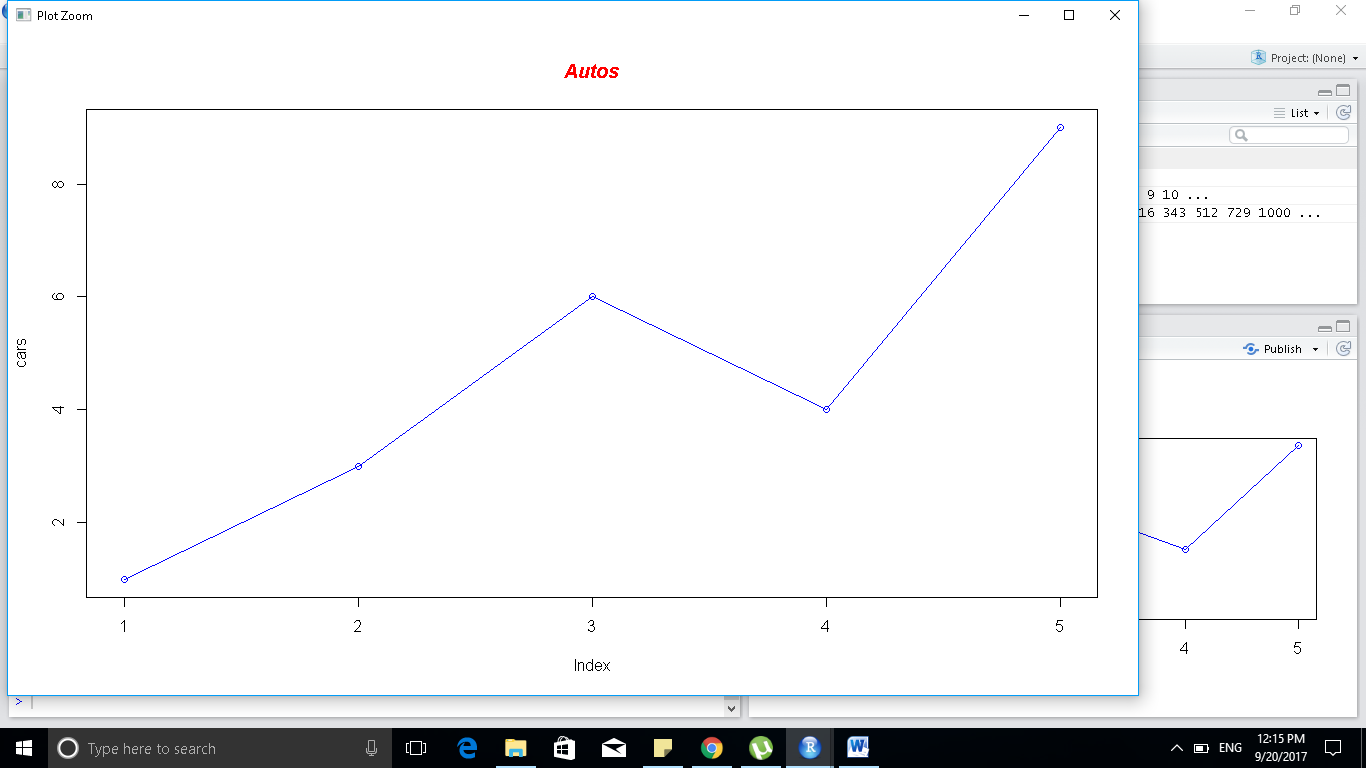 Plot Zoom
Project: (None)
Autos
List
9 10 ...
16 343 512 729 1000 ...
8
6
4
2
cars
1 2 3 4 5
Index
Publish
4 5
>
Type here to search
ENG
12:15 PM
9/20/2017